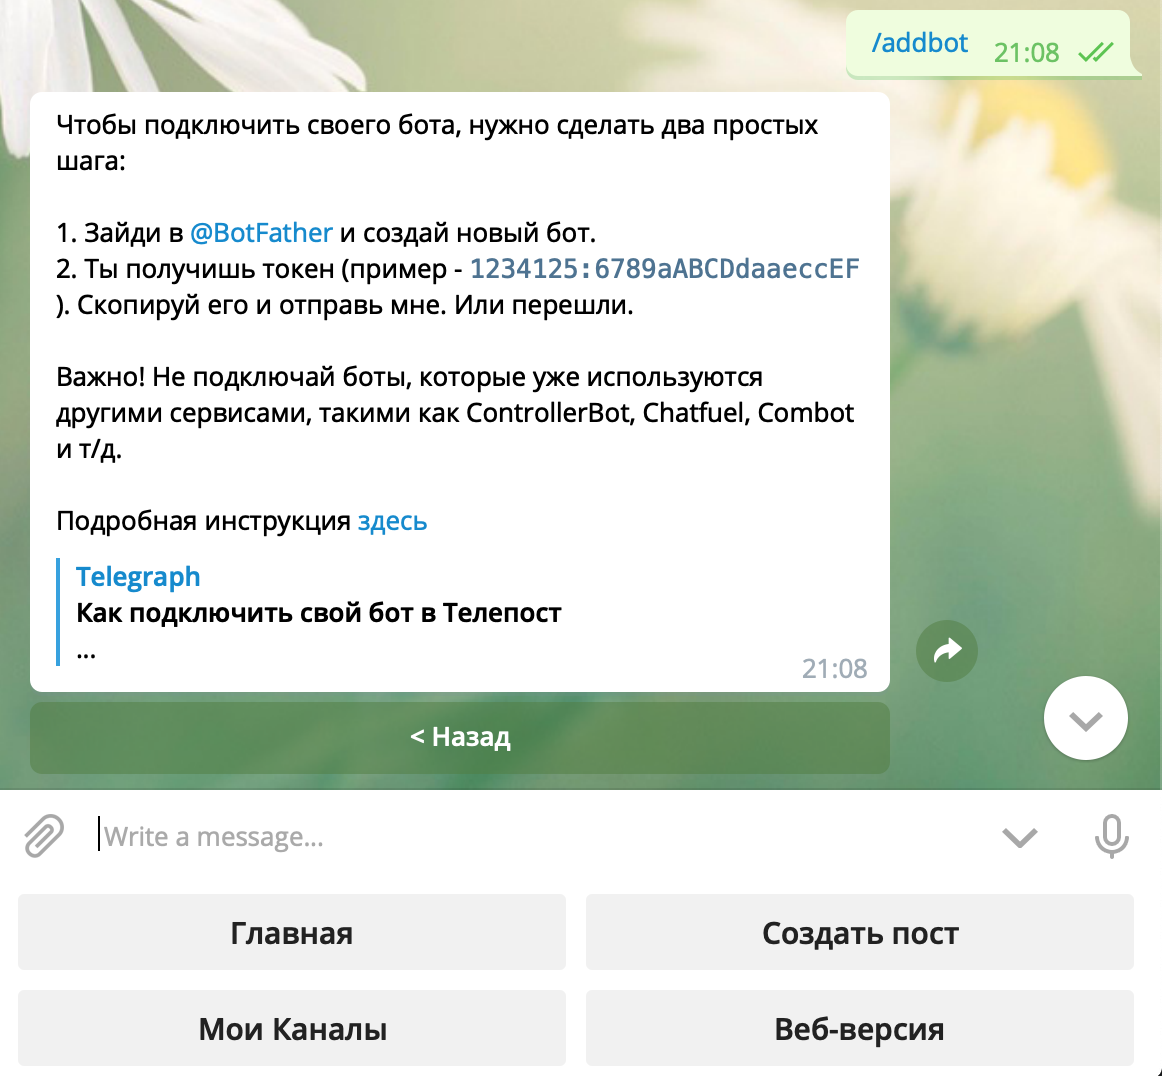 /addbot 21:08
Чтобы подключить своего бота, нужно сделать два простых
шага:
1. Зайди в @BotFather и создай новый бот.
2. Ты получишь токен (пример - 1234125:6789aABCDdaaeccEF
). Скопируй его и отправь мне. Или перешли.
Важно! Не подключай боты, которые уже используются
другими сервисами, такими как ControllerBot, Chatfuel, Combot
и т/д.
Подробная инструкция здесь
Telegraph
Как подключить свой бот в Телепост
...
21:08
< Назад
Write a message...
Главная
Создать пост
Мои Каналы
Веб-версия